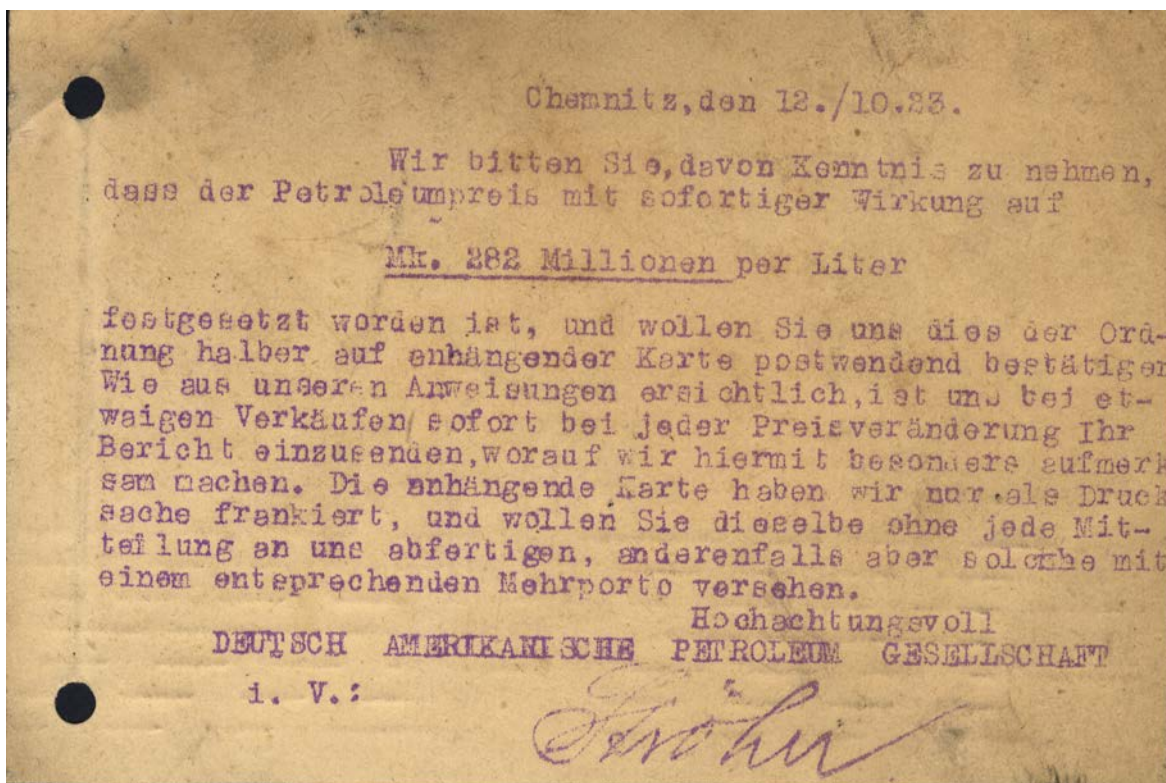 Chemnitz,den 12./10.23.
Wir bitten Sie,davon Kenntnis zu nehmen,
dass der Petroleumpreis mit sofortiger Wirkung auf
Mk. 282 Millionen per Liter
festgesetzt worden ist, und wollen Sie uns dies der Ord-
nung halber auf anhängender Karte postwendend bestätigen
Wie aus unseren Anweisungen ersichtlich,ist uns bei et-
waigen Verkäufen sofort bei jeder Preisveränderung Ihr
Bericht einzusenden,worauf wir hiermit besonders aufmerk
sam machen. Die anhängende Karte haben wir nur als Druck
sache frankiert, und wollen Sie dieselbe ohne jede Mit-
teilung an uns abfertigen, anderenfalls aber solche mit
einem entsprechenden Mehrporto versehen.
Hochachtungsvoll
DEUTSCH AMERIKANISCHE PETROLEUM GESELLSCHAFT
i. V.: